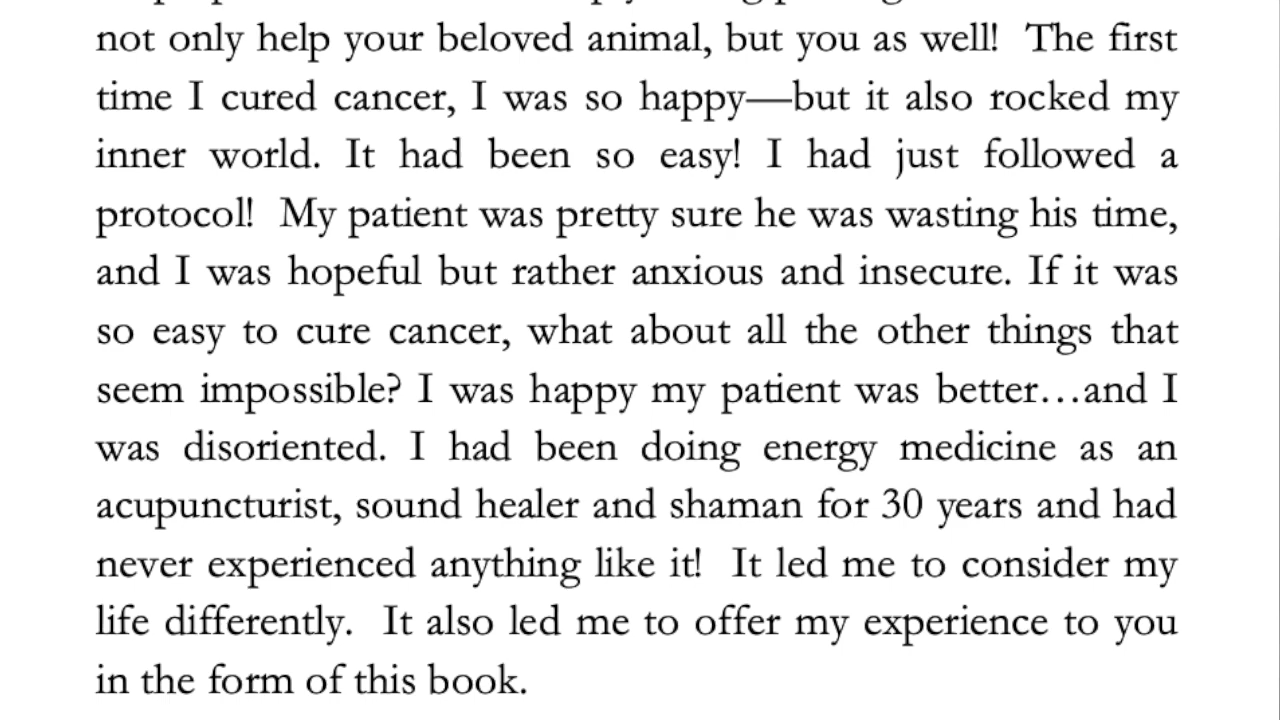 not only help your beloved animal, but you as well!  The first
time I cured cancer, I was so happy—but it also rocked my
inner world. It had been so easy! I had just followed a
protocol!  My patient was pretty sure he was wasting his time,
and I was hopeful but rather anxious and insecure. If it was
so easy to cure cancer, what about all the other things that
seem impossible? I was happy my patient was better…and I
was disoriented. I had been doing energy medicine as an
acupuncturist, sound healer and shaman for 30 years and had
never experienced anything like it!  It led me to consider my
life differently.  It also led me to offer my experience to you
in the form of this book.